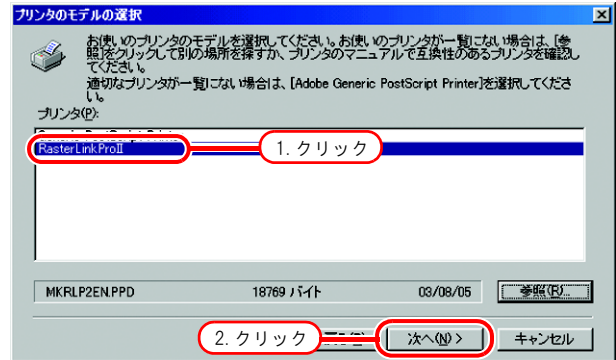 プリンタのモデルの選択
お使いのプリンタのモデルを選択してください。お使いのプリンタが一覧にない場合は、[参
照]をクリックして別の場所を探すか、プリンタのマニュアルで互換性のあるプリンタを確認し
てください。
適切なプリンタが一覧にない場合は、[Adobe Generic PostScript Printer]を選択してくださ
い。
プリンタ(P):
RasterLinkProII
1. クリック
MKRLP2EN.PPD 18769 バイト 03/08/05 参照(R)...
2. クリック 次へ(N) > キャンセル